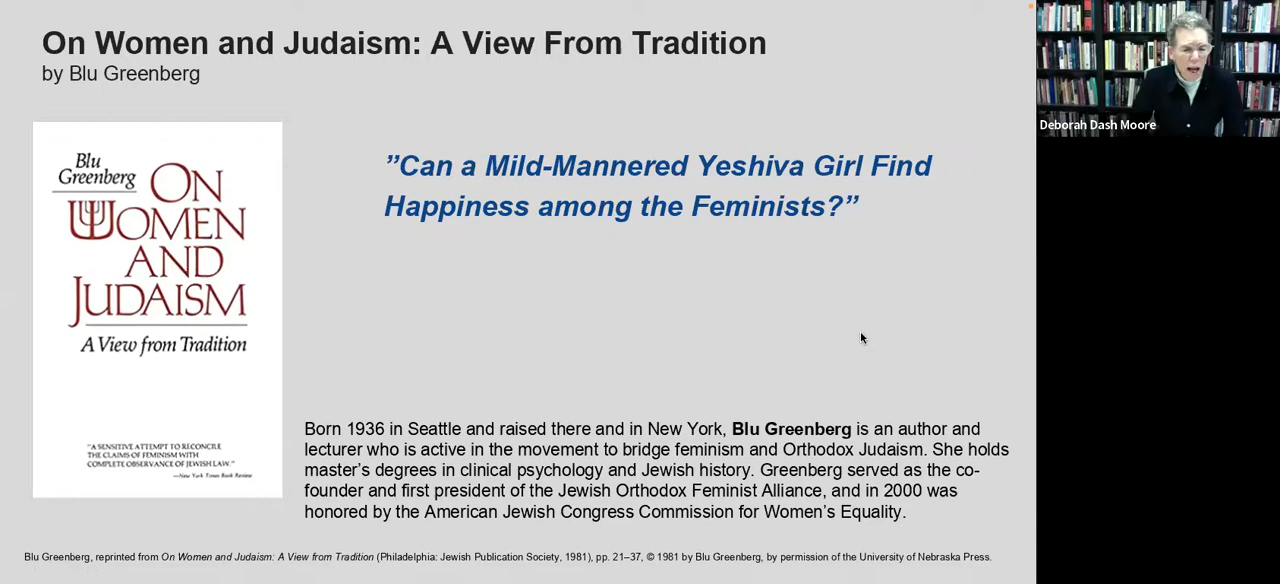 On Women and Judaism: A View From Tradition
by Blu Greenberg
Deborah Dash Moore
Blu
Greenberg
ON
WOMEN
AND
JUDAISM
A View from Tradition
"A SENSITIVE ATTEMPT TO RECONCILE
THE CLAIMS OF FEMINISM WITH
COMPLETE OBSERVANCE OF JEWISH LAW."
—New York Times Book Review
”Can a Mild-Mannered Yeshiva Girl Find
Happiness among the Feminists?”
Born 1936 in Seattle and raised there and in New York, Blu Greenberg is an author and
lecturer who is active in the movement to bridge feminism and Orthodox Judaism. She holds
master’s degrees in clinical psychology and Jewish history. Greenberg served as the co-
founder and first president of the Jewish Orthodox Feminist Alliance, and in 2000 was
honored by the American Jewish Congress Commission for Women’s Equality.
Blu Greenberg, reprinted from On Women and Judaism: A View from Tradition (Philadelphia: Jewish Publication Society, 1981), pp. 21–37, © 1981 by Blu Greenberg, by permission of the University of Nebraska Press.